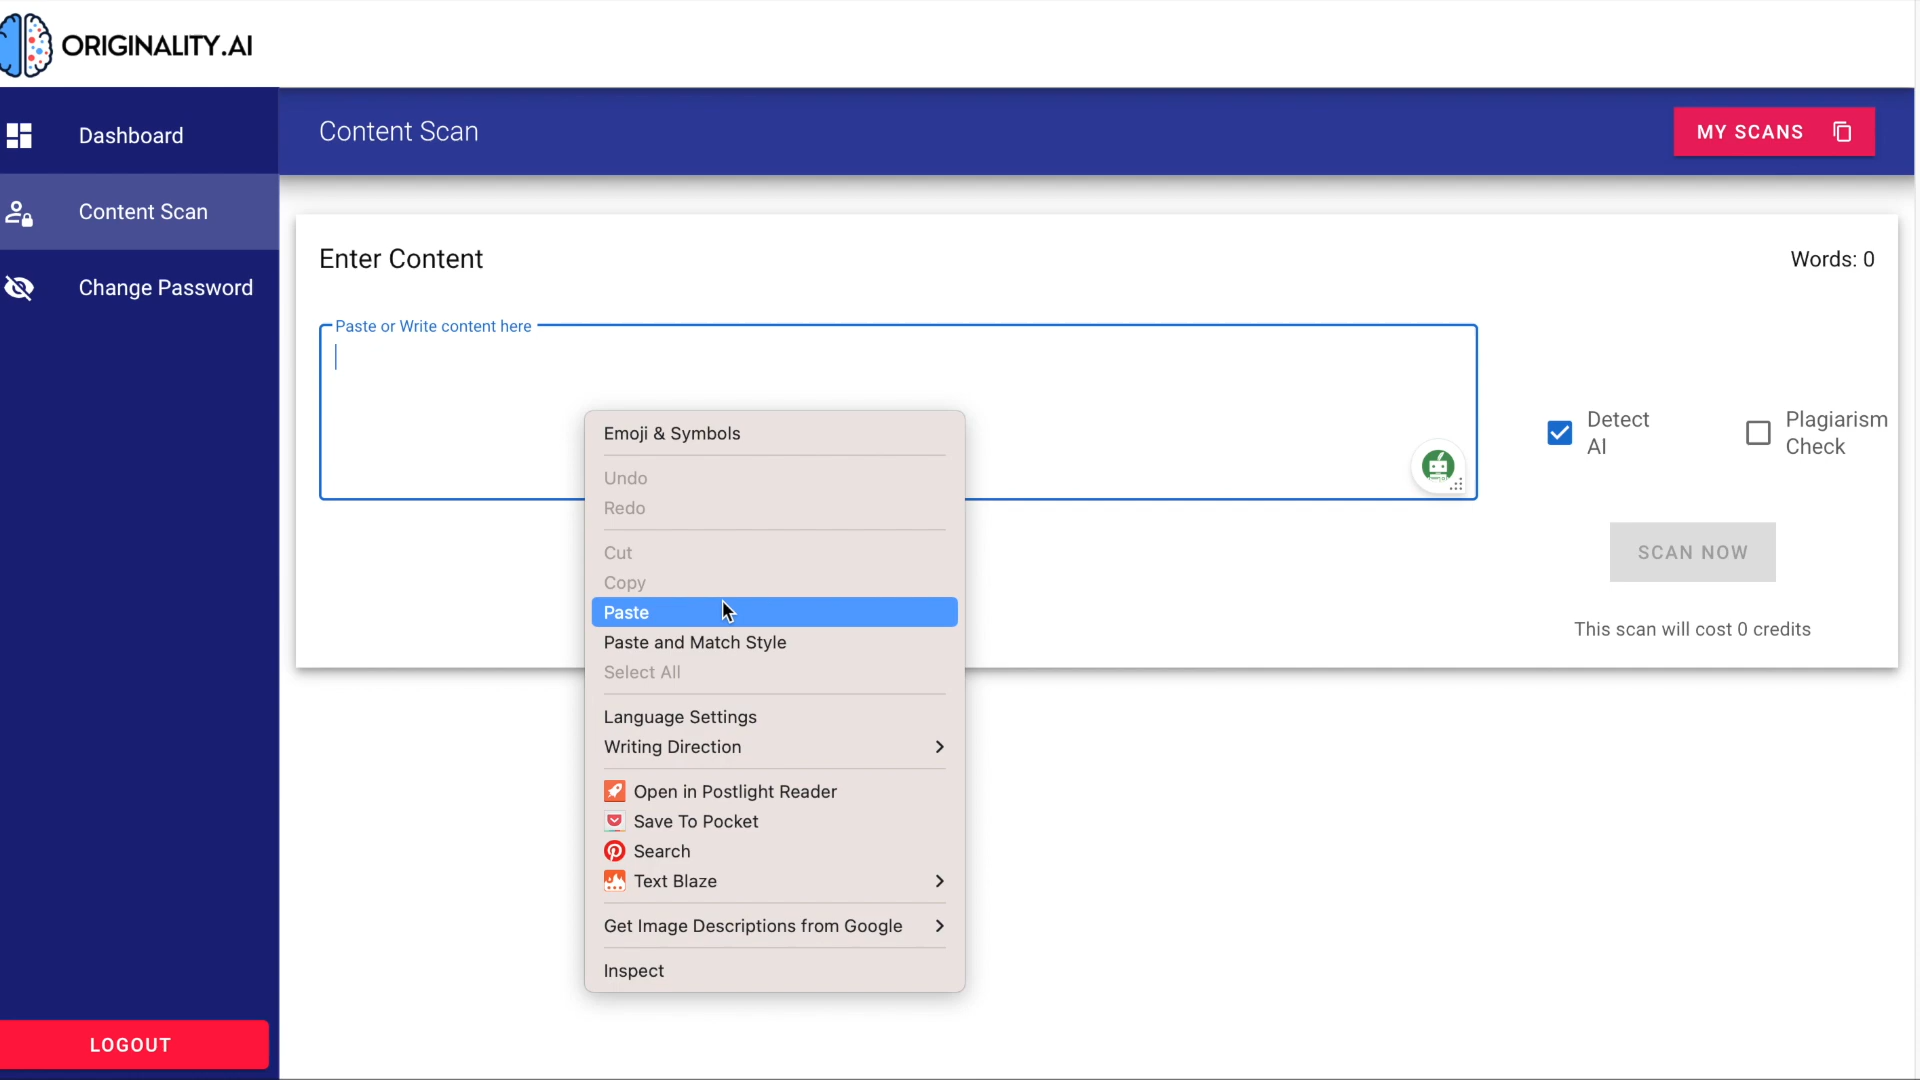 ORIGINALITY.AI
Dashboard
Content Scan
Change Password
LOGOUT
Content Scan
MY SCANS
Enter Content
Words: 0
Paste or Write content here
Detect
AI
Plagiarism
Check
SCAN NOW
This scan will cost 0 credits
Emoji & Symbols
Undo
Redo
Cut
Copy
Paste
Paste and Match Style
Select All
Language Settings
Writing Direction
Open in Postlight Reader
Save To Pocket
Search
Text Blaze
Get Image Descriptions from Google
Inspect